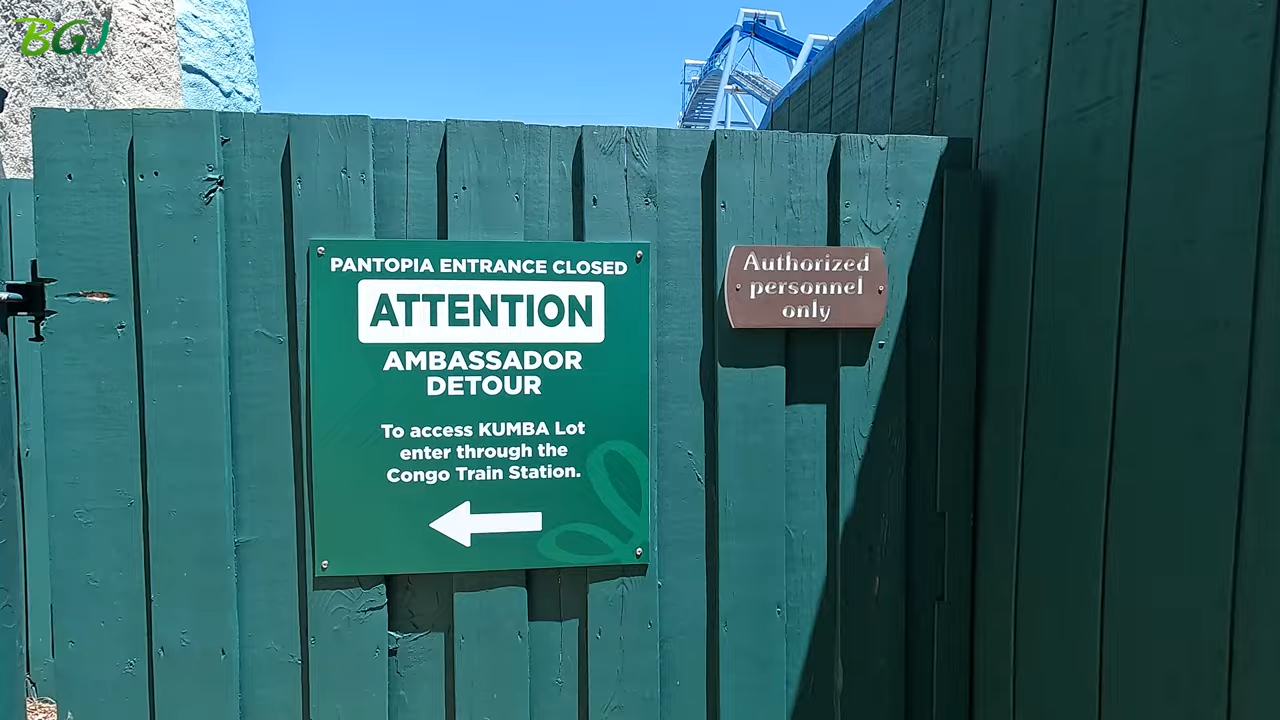 BGJ
PANTOPIA ENTRANCE CLOSED
ATTENTION
AMBASSADOR
DETOUR
To access KUMBA Lot
enter through the
Congo Train Station.
Authorized
personnel
only